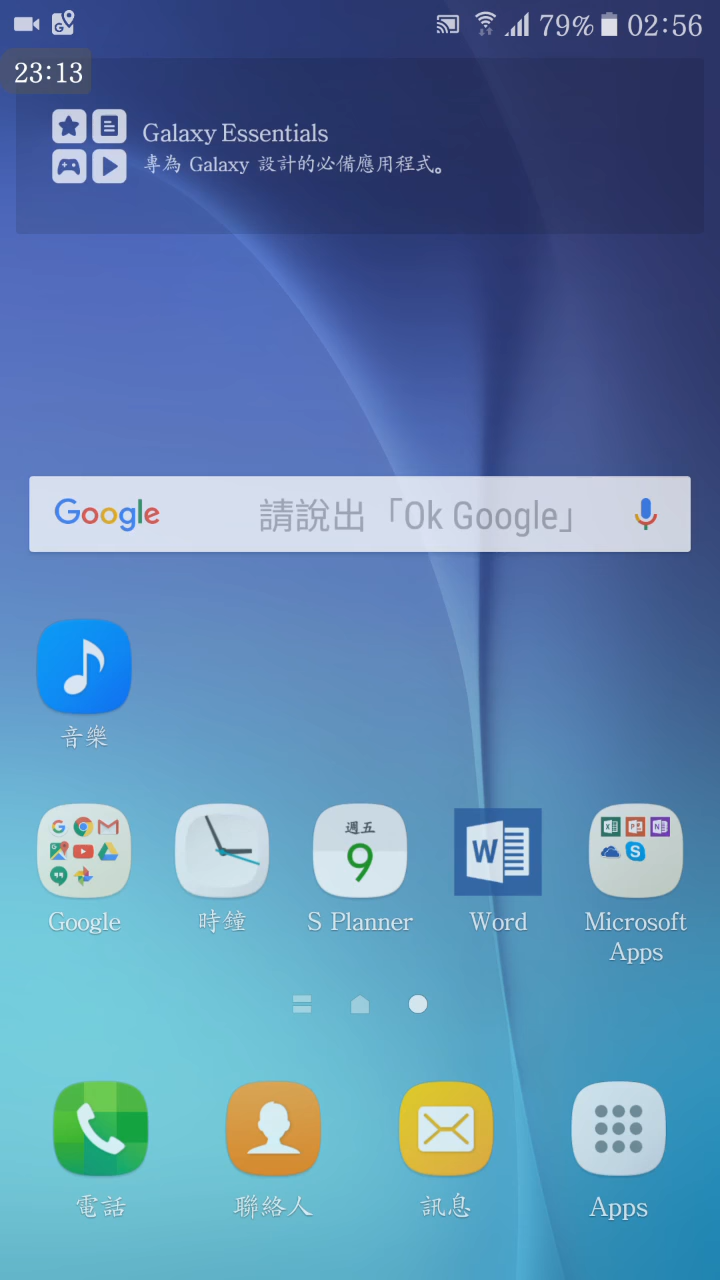 79% 02:56
23:13
Galaxy Essentials
專為 Galaxy 設計的必備應用程式。
Google 請說出「Ok Google」
音樂
週五
9
W
Google 時鐘 S Planner Word Microsoft Apps
電話 聯絡人 訊息 Apps